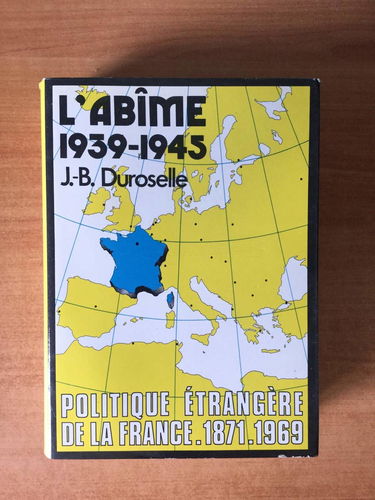 L'ABÎME
1939-1945
J.-B. Duroselle
POLITIQUE ÉTRANGÈRE
DE LA FRANCE.1871.1969